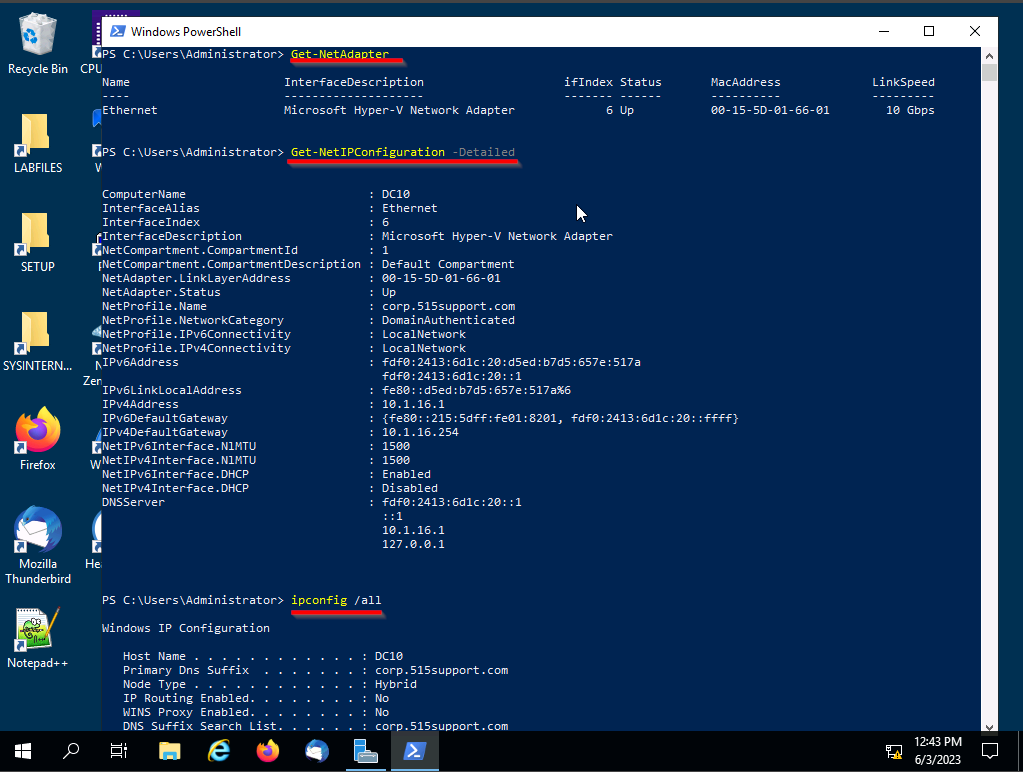 Windows PowerShell
PS C:\Users\Administrator> Get-NetAdapter
Name InterfaceDescription ifIndex Status MacAddress LinkSpeed
---- -------------------- ------- ------ ---------- ---------
Ethernet Microsoft Hyper-V Network Adapter 6 Up 00-15-5D-01-66-01 10 Gbps
PS C:\Users\Administrator> Get-NetIPConfiguration -Detailed
ComputerName : DC10
InterfaceAlias : Ethernet
InterfaceIndex : 6
InterfaceDescription : Microsoft Hyper-V Network Adapter
NetCompartment.CompartmentId : 1
NetCompartment.CompartmentDescription : Default Compartment
NetAdapter.LinkLayerAddress : 00-15-5D-01-66-01
NetAdapter.Status : Up
NetProfile.Name : corp.515support.com
NetProfile.NetworkCategory : DomainAuthenticated
NetProfile.IPv6Connectivity : LocalNetwork
NetProfile.IPv4Connectivity : LocalNetwork
IPv6Address : fdf0:2413:6d1c:20:d5ed:b7d5:657e:517a
fdf0:2413:6d1c:20::1
IPv6LinkLocalAddress : fe80::d5ed:b7d5:657e:517a%6
IPv4Address : 10.1.16.1
IPv6DefaultGateway : {fe80::215:5dff:fe01:8201, fdf0:2413:6d1c:20::ffff}
IPv4DefaultGateway : 10.1.16.254
NetIPv6Interface.NlMTU : 1500
NetIPv4Interface.NlMTU : 1500
NetIPv6Interface.DHCP : Enabled
NetIPv4Interface.DHCP : Disabled
DNSServer : fdf0:2413:6d1c:20::1
::1
10.1.16.1
127.0.0.1
PS C:\Users\Administrator> ipconfig /all
Windows IP Configuration
Host Name . . . . . . . . . . . . : DC10
Primary Dns Suffix . . . . . . . : corp.515support.com
Node Type . . . . . . . . . . . . : Hybrid
IP Routing Enabled. . . . . . . . : No
WINS Proxy Enabled. . . . . . . . : No
DNS Suffix Search List. . . . . . : corp.515support.com
Recycle Bin
CPU
LABFILES
W
SETUP
SYSINTERN...
N
Zen
Firefox
W
Mozilla
Thunderbird
Hea
Notepad++
12:43 PM
6/3/2023